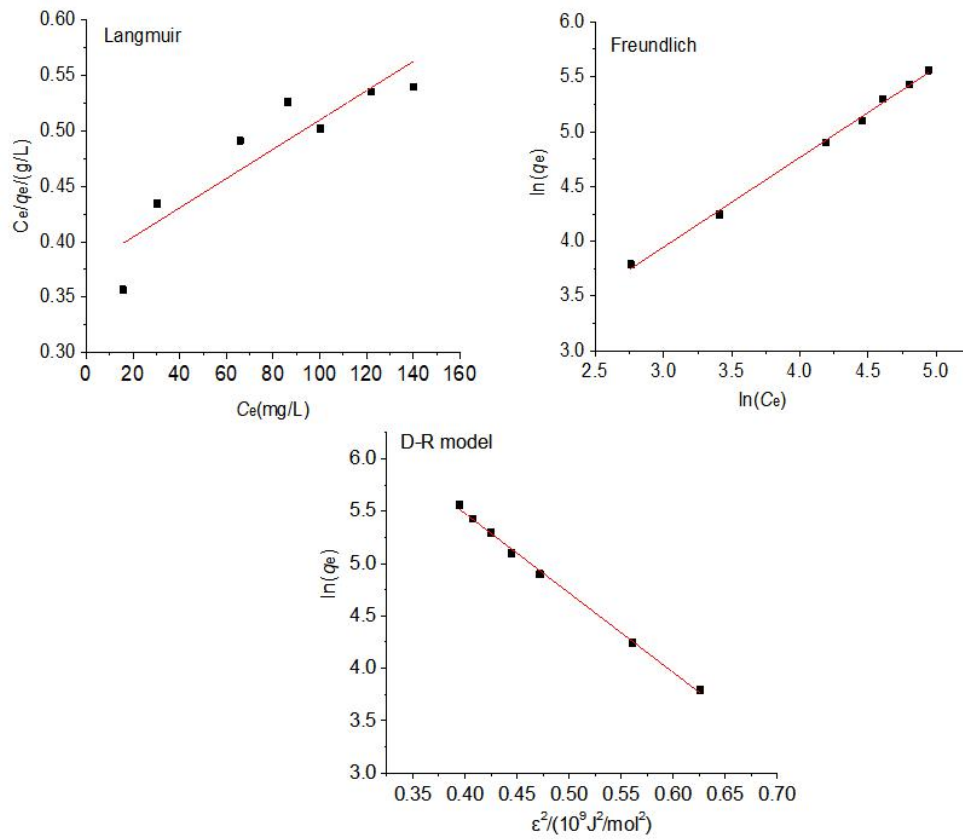 Langmuir
0.60
0.55
0.50
0.45
0.40
0.35
0.30
Ce/qe/(g/L)
0 20 40 60 80 100 120 140 160
Ce(mg/L)
Freundlich
6.0
5.5
5.0
4.5
4.0
3.5
3.0
ln(qe)
2.5 3.0 3.5 4.0 4.5 5.0
ln(Ce)
D-R model
6.0
5.5
5.0
4.5
4.0
3.5
3.0
ln(qe)
0.35 0.40 0.45 0.50 0.55 0.60 0.65 0.70
ε²/(10⁹J²/mol²)